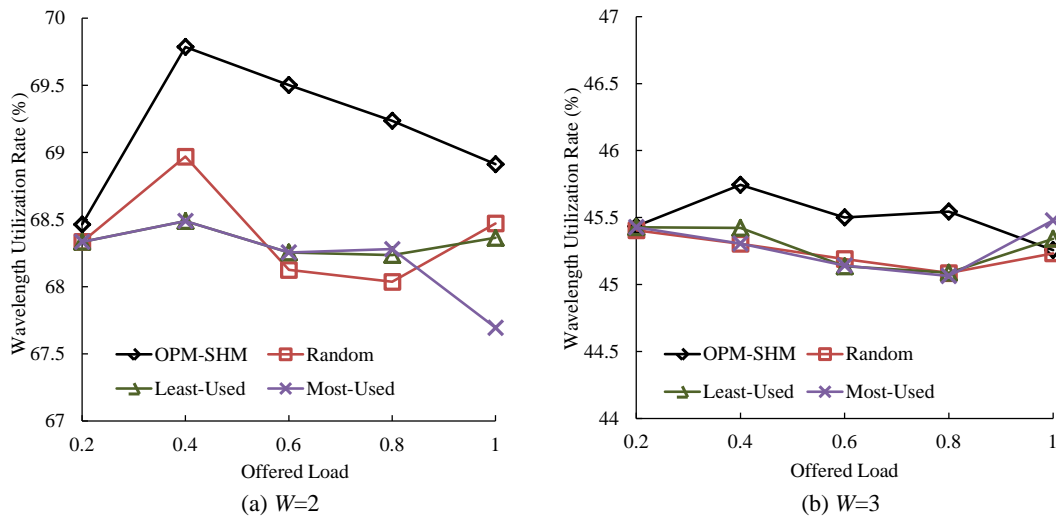 Wavelength Utilization Rate (%)
70
69.5
69
68.5
68
67.5
67
0.2 0.4 0.6 0.8 1
Offered Load
OPM-SHM Random
Least-Used Most-Used
(a) W=2
Wavelength Utilization Rate (%)
47
46.5
46
45.5
45
44.5
44
0.2 0.4 0.6 0.8 1
Offered Load
OPM-SHM Random
Least-Used Most-Used
(b) W=3